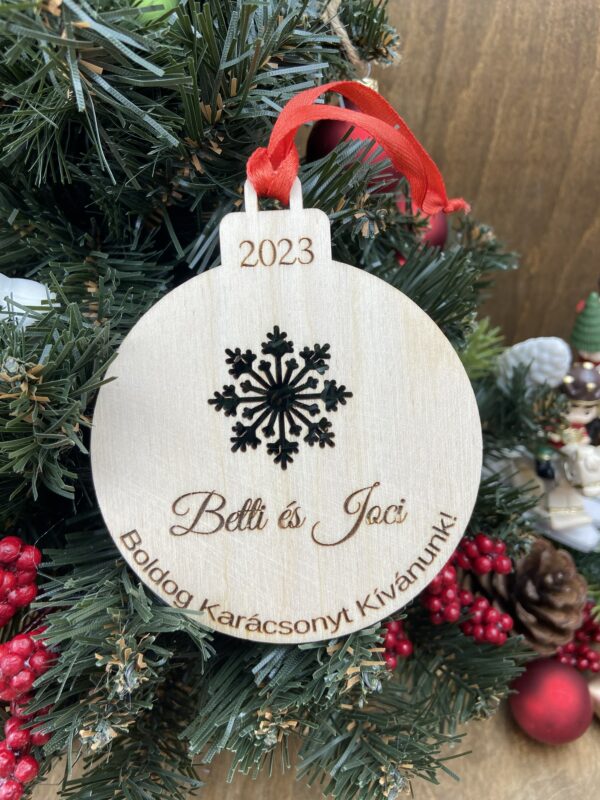 2023
Betti és Joci
Boldog Karácsonyt Kívánunk!